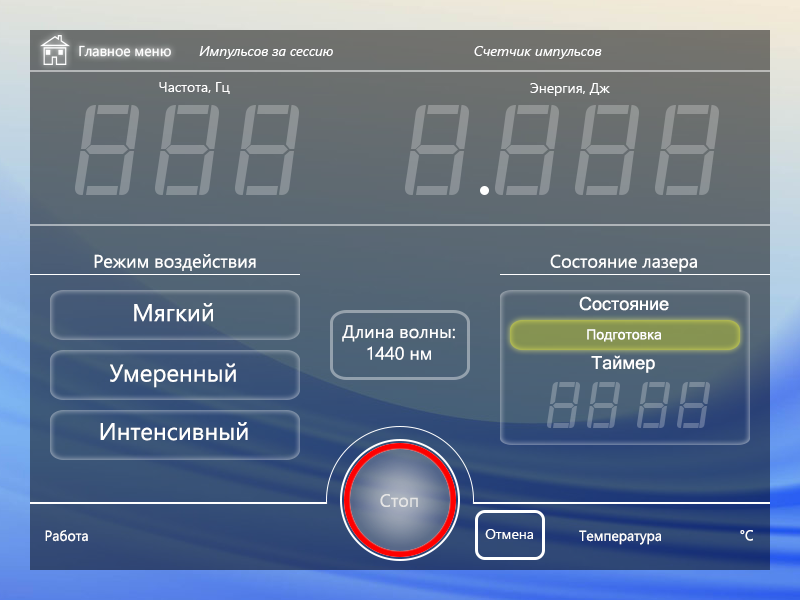 Главное меню
Импульсов за сессию
Счетчик импульсов
Частота, Гц
Энергия, Дж
Режим воздействия
Состояние лазера
Мягкий
Умеренный
Интенсивный
Длина волны:
1440 нм
Состояние
Подготовка
Таймер
Стоп
Работа
Отмена
Температура
°C